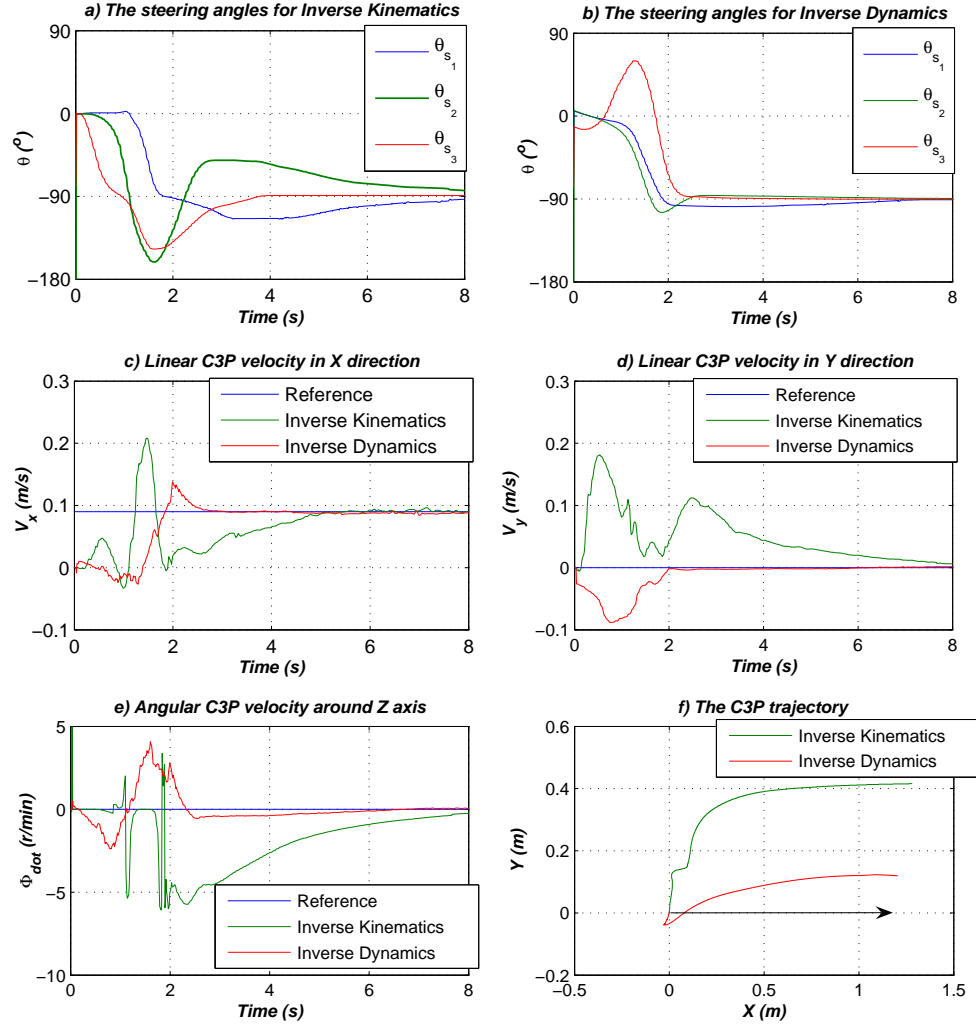 a) The steering angles for Inverse Kinematics
90
0
−90
−180
θ (º)
θs1
θs2
θs3
0 2 4 6 8
Time (s)
b) The steering angles for Inverse Dynamics
90
0
−90
−180
θ (º)
θs1
θs2
θs3
0 2 4 6 8
Time (s)
c) Linear C3P velocity in X direction
0.3
0.2
0.1
0
−0.1
Vx (m/s)
Reference
Inverse Kinematics
Inverse Dynamics
0 2 4 6 8
Time (s)
d) Linear C3P velocity in Y direction
0.3
0.2
0.1
0
−0.1
Vy (m/s)
Reference
Inverse Kinematics
Inverse Dynamics
0 2 4 6 8
Time (s)
e) Angular C3P velocity around Z axis
5
0
−5
−10
Φdot (r/min)
Reference
Inverse Kinematics
Inverse Dynamics
0 2 4 6 8
Time (s)
f) The C3P trajectory
0.6
0.4
0.2
0
−0.2
Y (m)
Inverse Kinematics
Inverse Dynamics
−0.5 0 0.5 1 1.5
X (m)